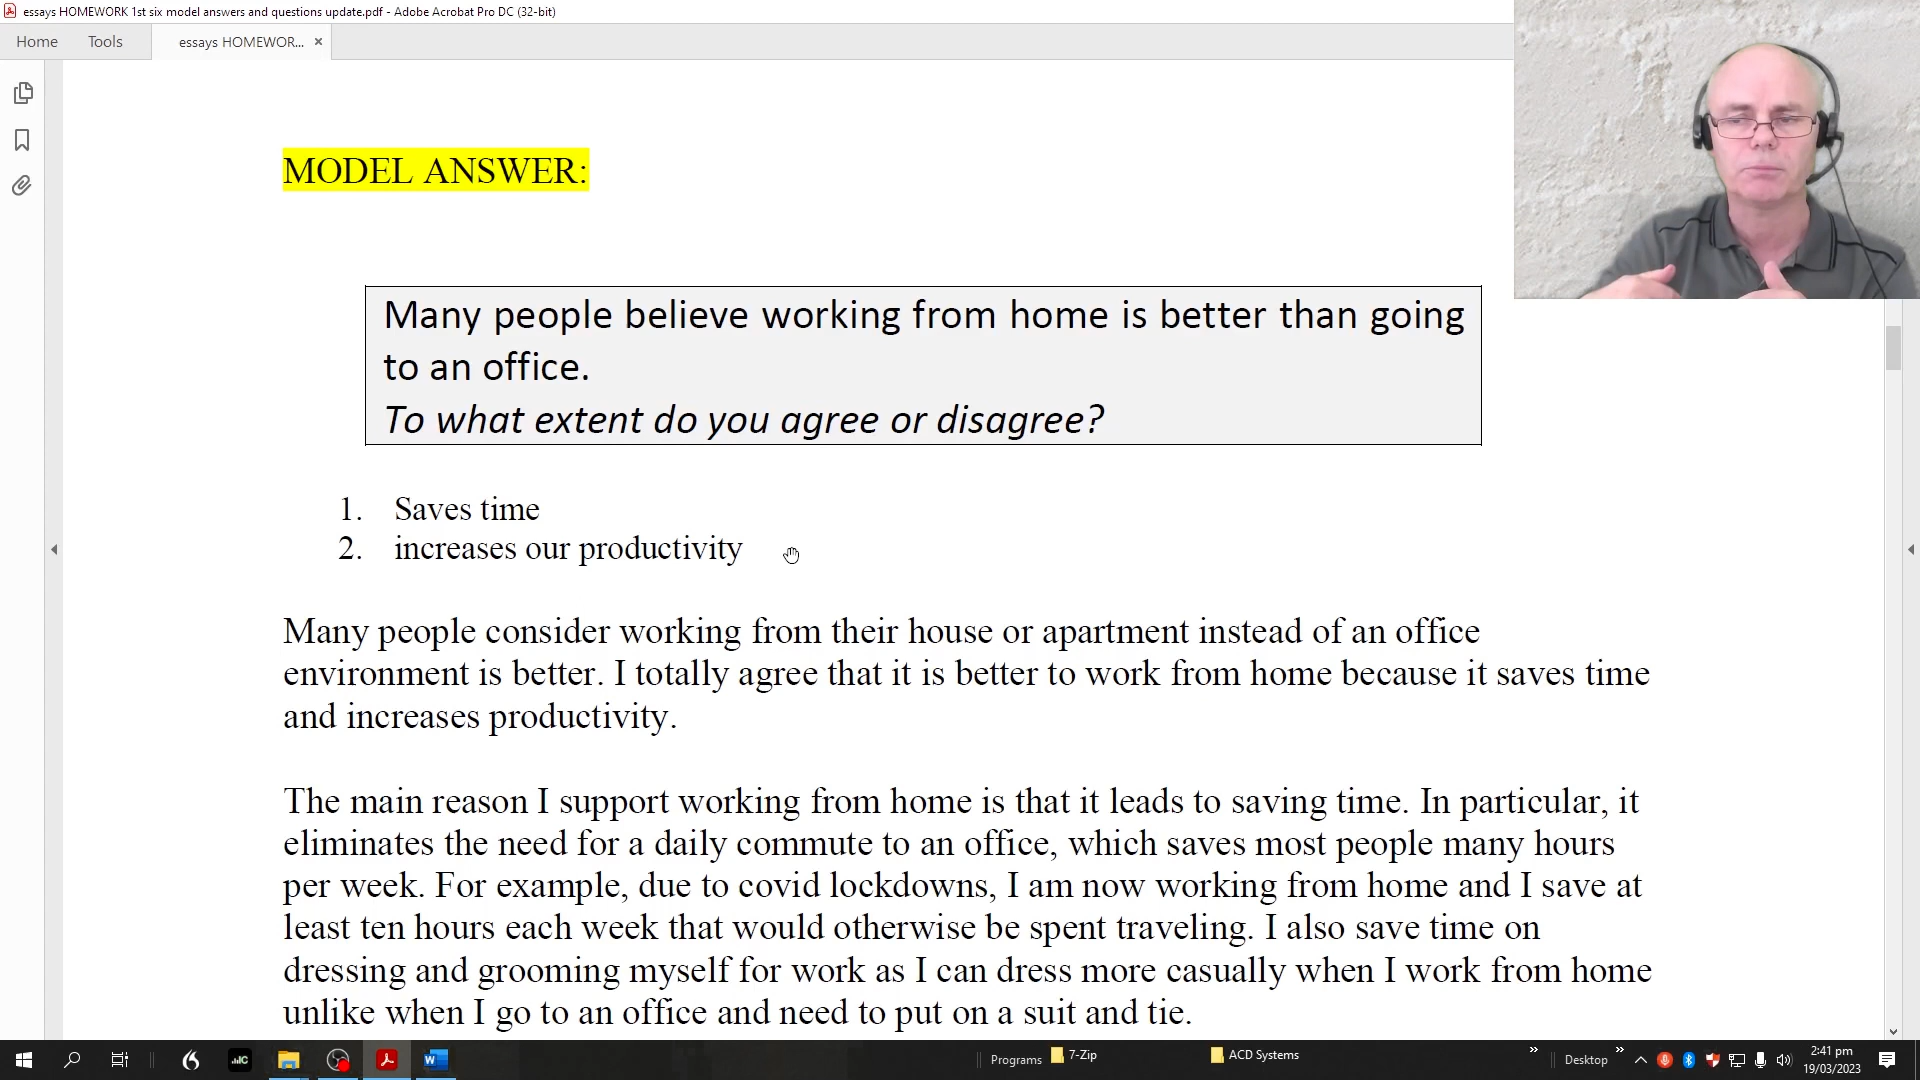 essays HOMEWORK 1st six model answers and questions update.pdf - Adobe Acrobat Pro DC (32-bit)
Home Tools essays HOMEWOR... ×
MODEL ANSWER:
Many people believe working from home is better than going
to an office.
To what extent do you agree or disagree?
1. Saves time
2. increases our productivity
Many people consider working from their house or apartment instead of an office
environment is better. I totally agree that it is better to work from home because it saves time
and increases productivity.
The main reason I support working from home is that it leads to saving time. In particular, it
eliminates the need for a daily commute to an office, which saves most people many hours
per week. For example, due to covid lockdowns, I am now working from home and I save at
least ten hours each week that would otherwise be spent traveling. I also save time on
dressing and grooming myself for work as I can dress more casually when I work from home
unlike when I go to an office and need to put on a suit and tie.
Programs 7-Zip ACD Systems » Desktop » 2:41 pm
19/03/2023